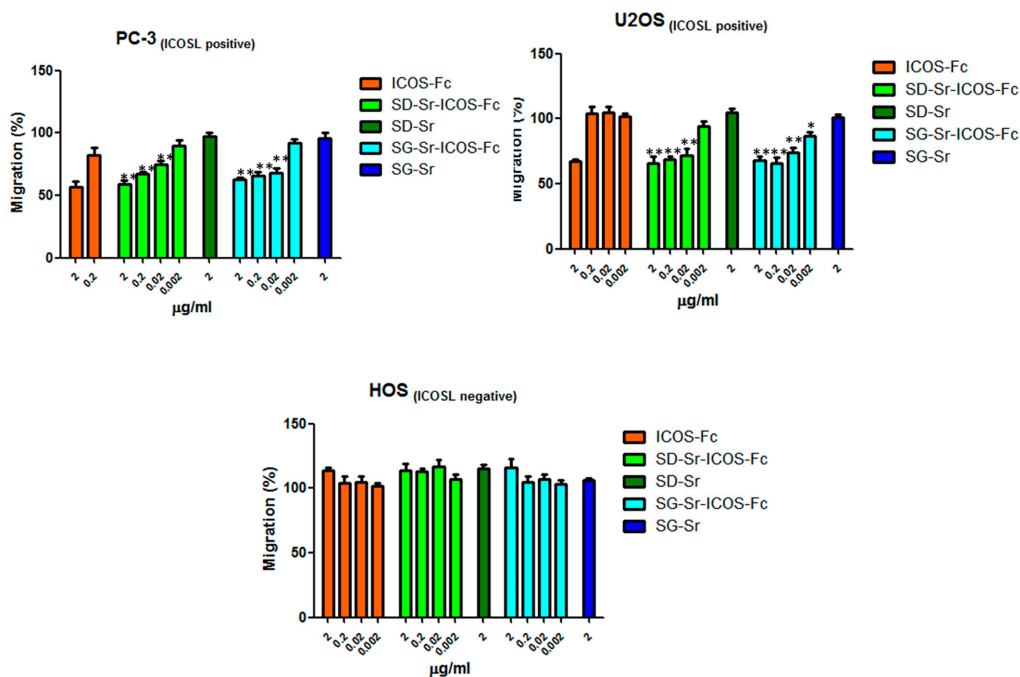 PC-3 (ICOSL positive)
150
100
50
0
Migration (%)
** ** ** ** ** **
2 0.2 2 0.2 0.02 0.002 2 2 0.2 0.02 0.002 2
µg/ml
ICOS-Fc
SD-Sr-ICOS-Fc
SD-Sr
SG-Sr-ICOS-Fc
SG-Sr
U2OS (ICOSL positive)
150
100
50
0
Migration (%)
** ** ** ** ** ** *
2 0.2 0.02 0.002 2 0.2 0.02 0.002 2 2 0.2 0.02 0.002 2
µg/ml
ICOS-Fc
SD-Sr-ICOS-Fc
SD-Sr
SG-Sr-ICOS-Fc
SG-Sr
HOS (ICOSL negative)
150
100
50
0
Migration (%)
2 0.2 0.02 0.002 2 0.2 0.02 0.002 2 2 0.2 0.02 0.002 2
µg/ml
ICOS-Fc
SD-Sr-ICOS-Fc
SD-Sr
SG-Sr-ICOS-Fc
SG-Sr